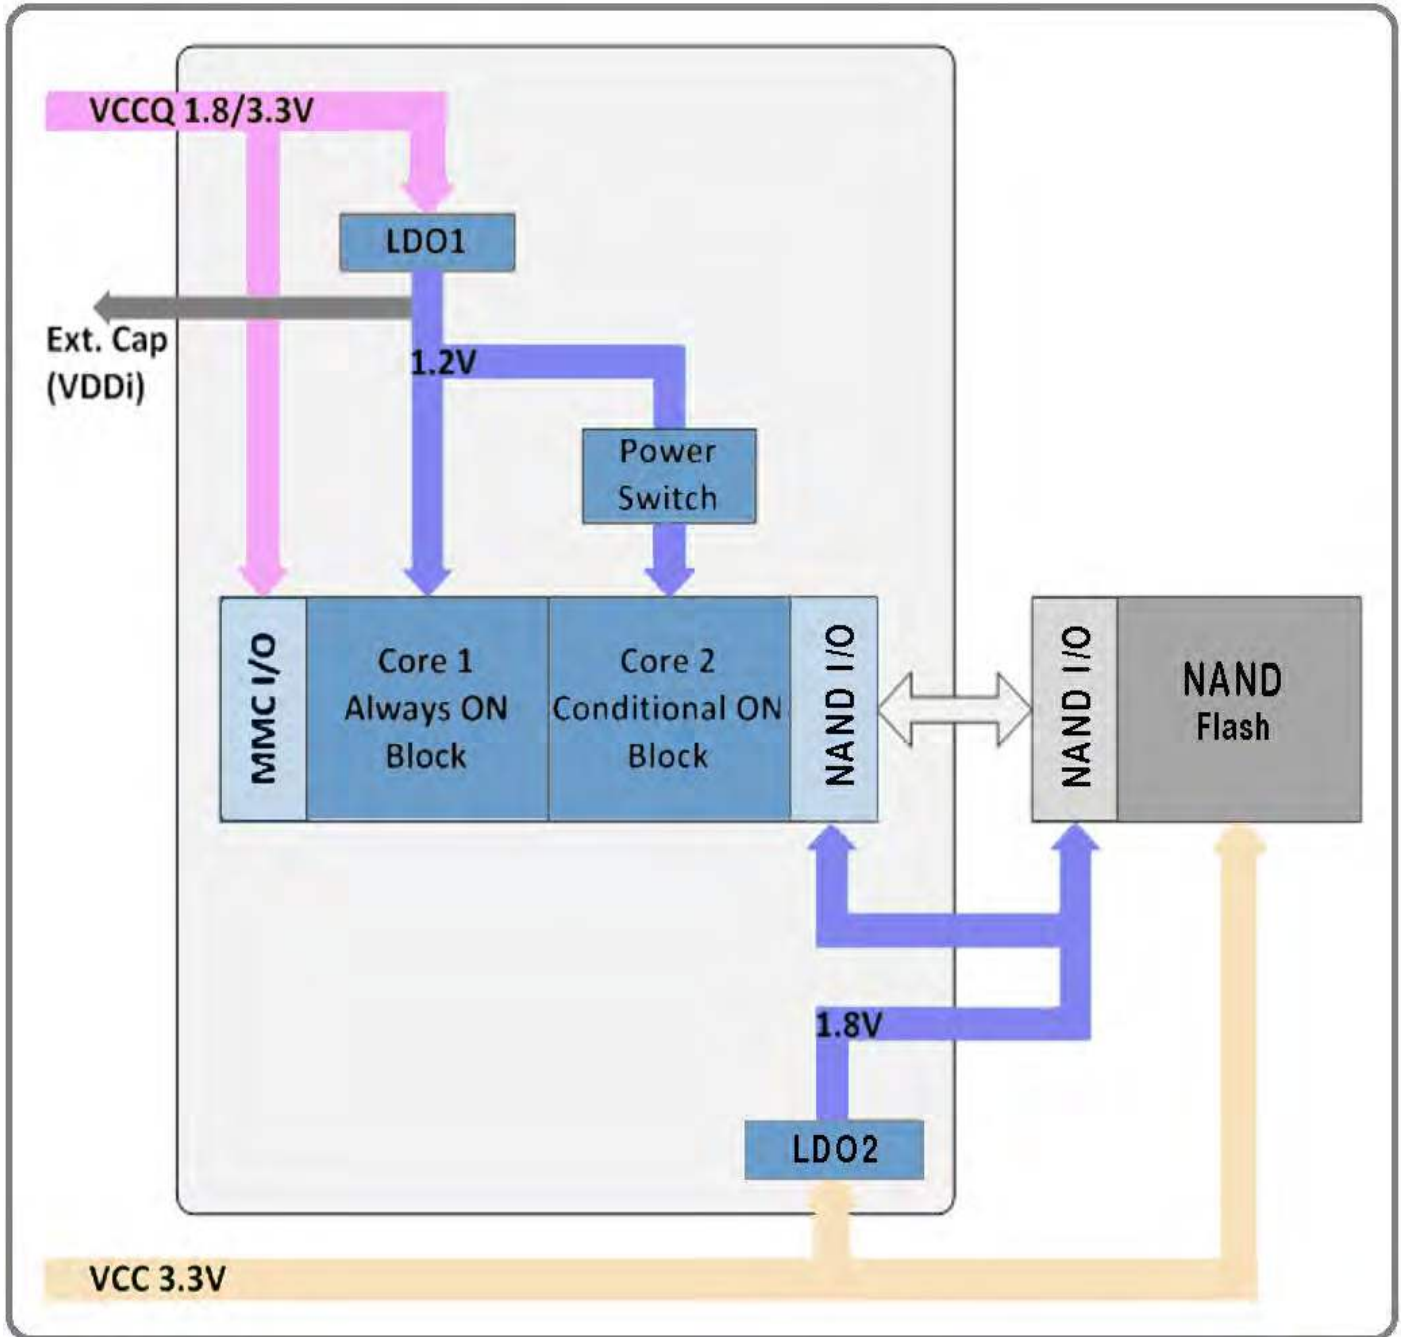 VCCQ 1.8/3.3V
LDO1
Ext. Cap
(VDDi)
1.2V
Power
Switch
MMC I/O
Core 1
Always ON
Block
Core 2
Conditional ON
Block
NAND I/O
NAND I/O
NAND
Flash
1.8V
LDO2
VCC 3.3V